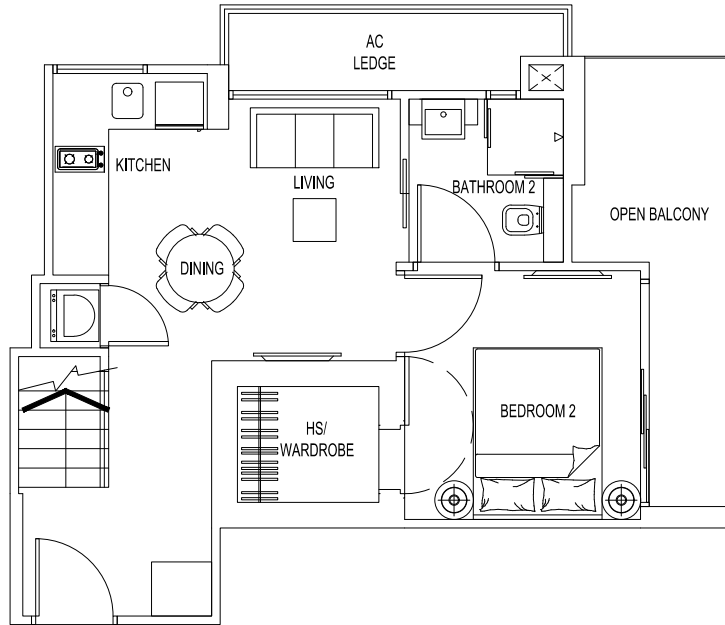 AC
LEDGE
KITCHEN
LIVING
BATHROOM 2
OPEN BALCONY
DINING
BEDROOM 2
HS/
WARDROBE